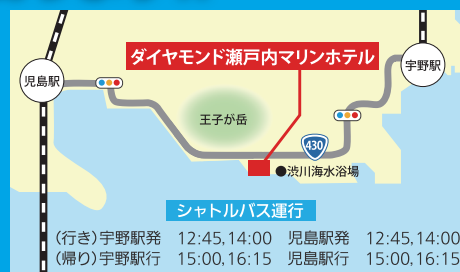 ダイヤモンド瀬戸内マリンホテル
宇野駅
児島駅
王子が岳
430
●渋川海水浴場
シャトルバス運行
(行き)宇野駅発 12:45,14:00 児島駅発 12:45,14:00
(帰り)宇野駅行 15:00,16:15 児島駅行 15:00,16:15